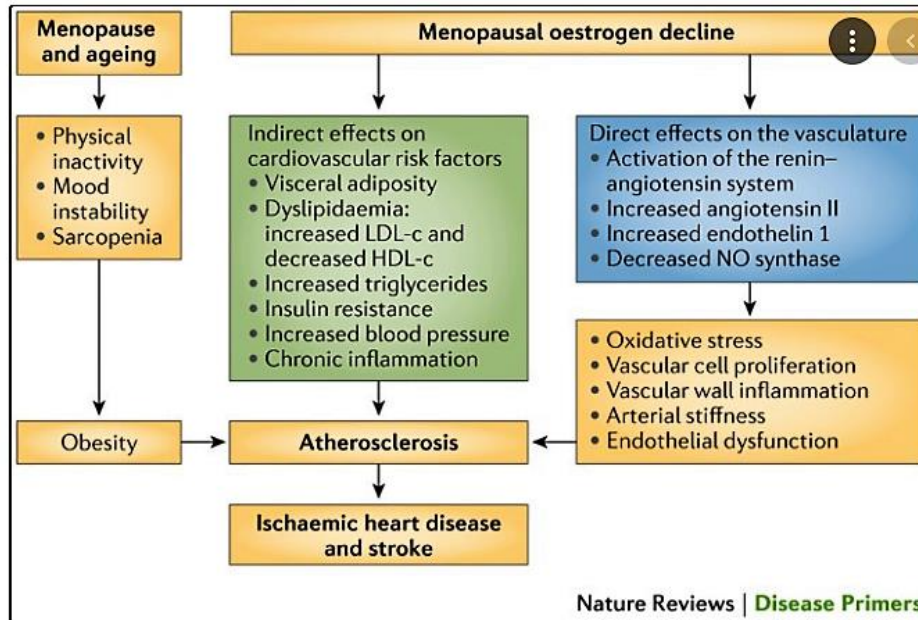 Menopause
and ageing
Menopausal oestrogen decline
• Physical
inactivity
• Mood
instability
• Sarcopenia
Indirect effects on
cardiovascular risk factors
• Visceral adiposity
• Dyslipidaemia:
increased LDL-c and
decreased HDL-c
• Increased triglycerides
• Insulin resistance
• Increased blood pressure
• Chronic inflammation
Direct effects on the vasculature
• Activation of the renin–
angiotensin system
• Increased angiotensin II
• Increased endothelin 1
• Decreased NO synthase
• Oxidative stress
• Vascular cell proliferation
• Vascular wall inflammation
• Arterial stiffness
• Endothelial dysfunction
Obesity
Atherosclerosis
Ischaemic heart disease
and stroke
Nature Reviews | Disease Primers